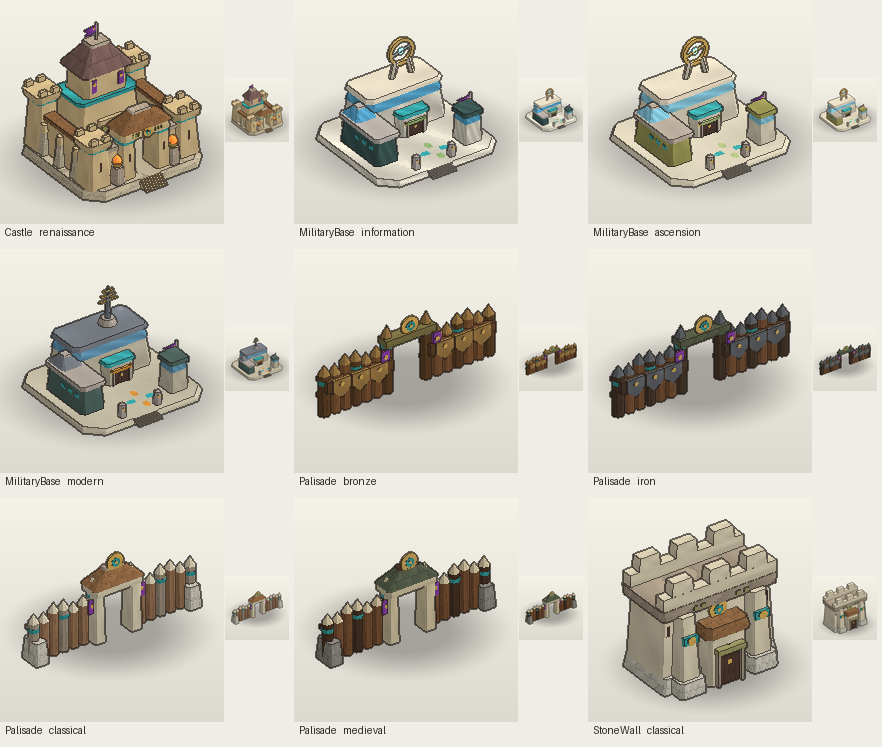 Castle renaissance
MilitaryBase information
MilitaryBase ascension
MilitaryBase modern
Palisade bronze
Palisade iron
Palisade classical
Palisade medieval
StoneWall classical